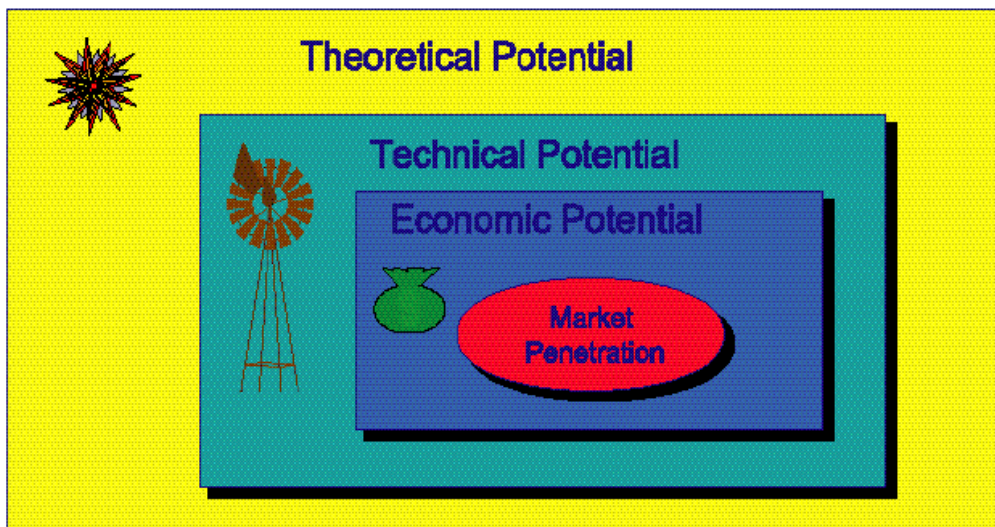 Theoretical Potential
Technical Potential
Economic Potential
Market
Penetration